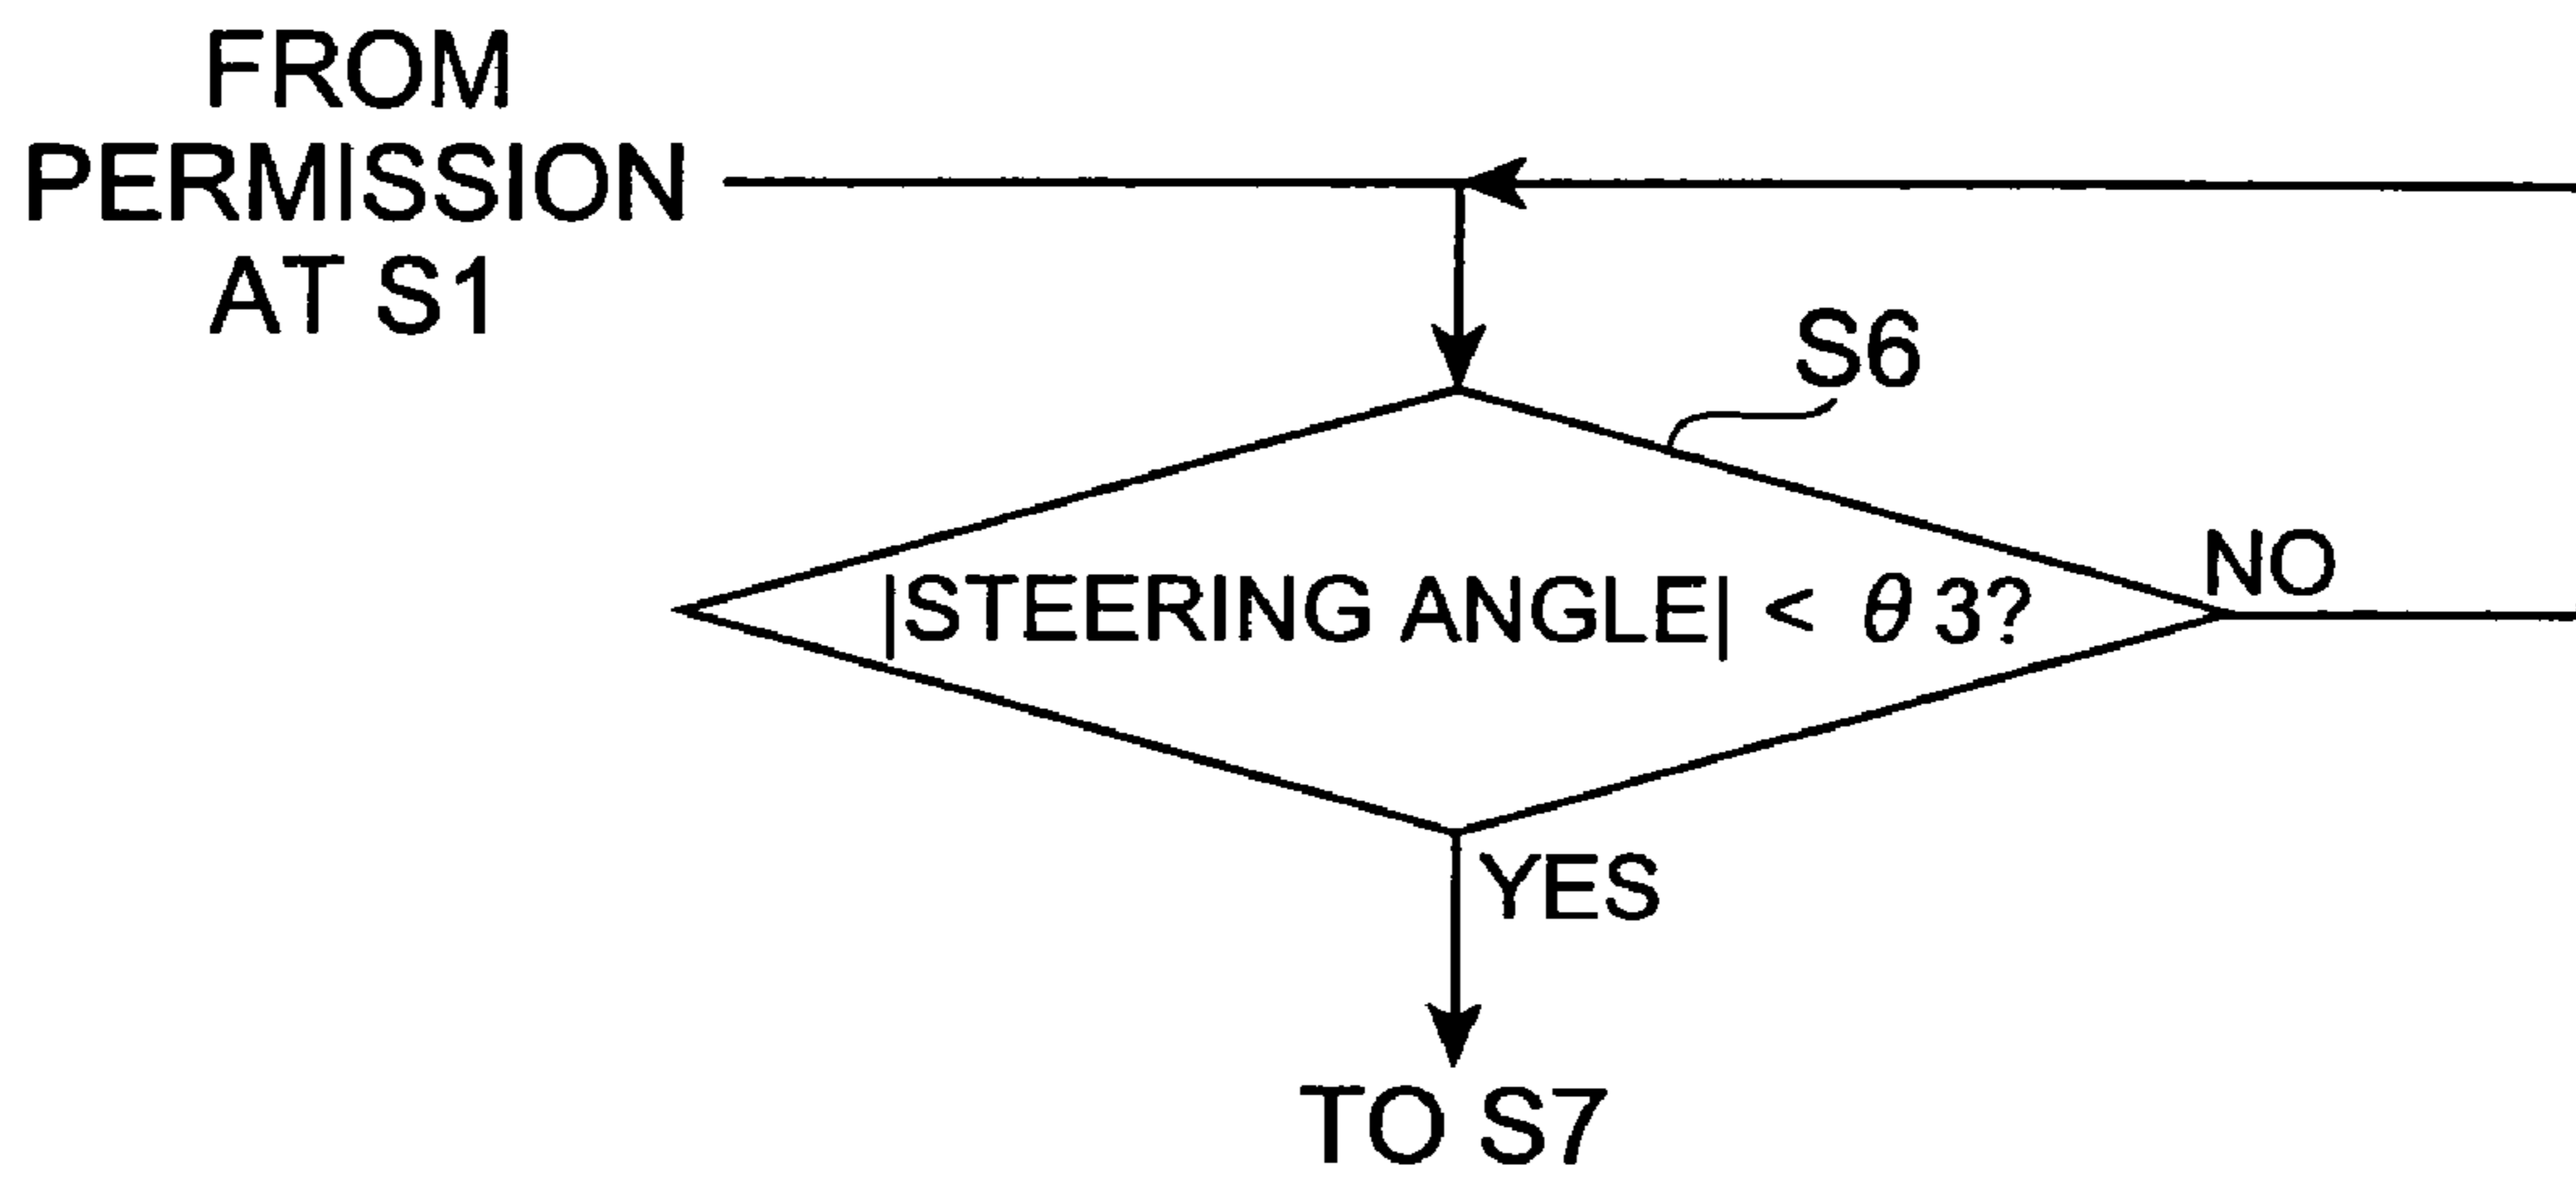 FROM
PERMISSION
AT S1
S6
|STEERING ANGLE| < θ 3?
NO
YES
TO S7